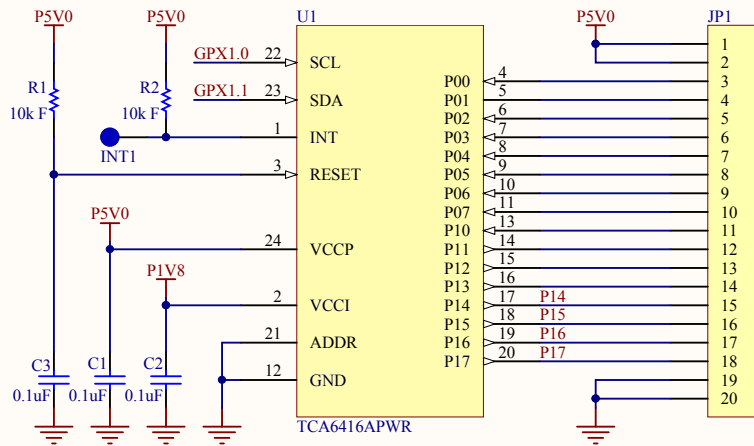 P5V0
P5V0
U1
P5V0
JP1
GPX1.0
22
SCL
1
2
R1
R2
GPX1.1
23
SDA
P00
4
3
10k F
10k F
P01
5
4
P02
6
5
1
INT
P03
7
6
INT1
P04
8
7
3
RESET
P05
9
8
P06
10
9
P5V0
P07
11
10
P10
13
11
24
VCCP
P11
14
12
P1V8
P12
15
13
P13
16
14
2
VCCI
P14
17
P14
15
P15
18
P15
16
21
ADDR
P16
19
P16
17
C3
C1
C2
P17
20
P17
18
12
GND
19
0.1uF
0.1uF
0.1uF
20
TCA6416APWR